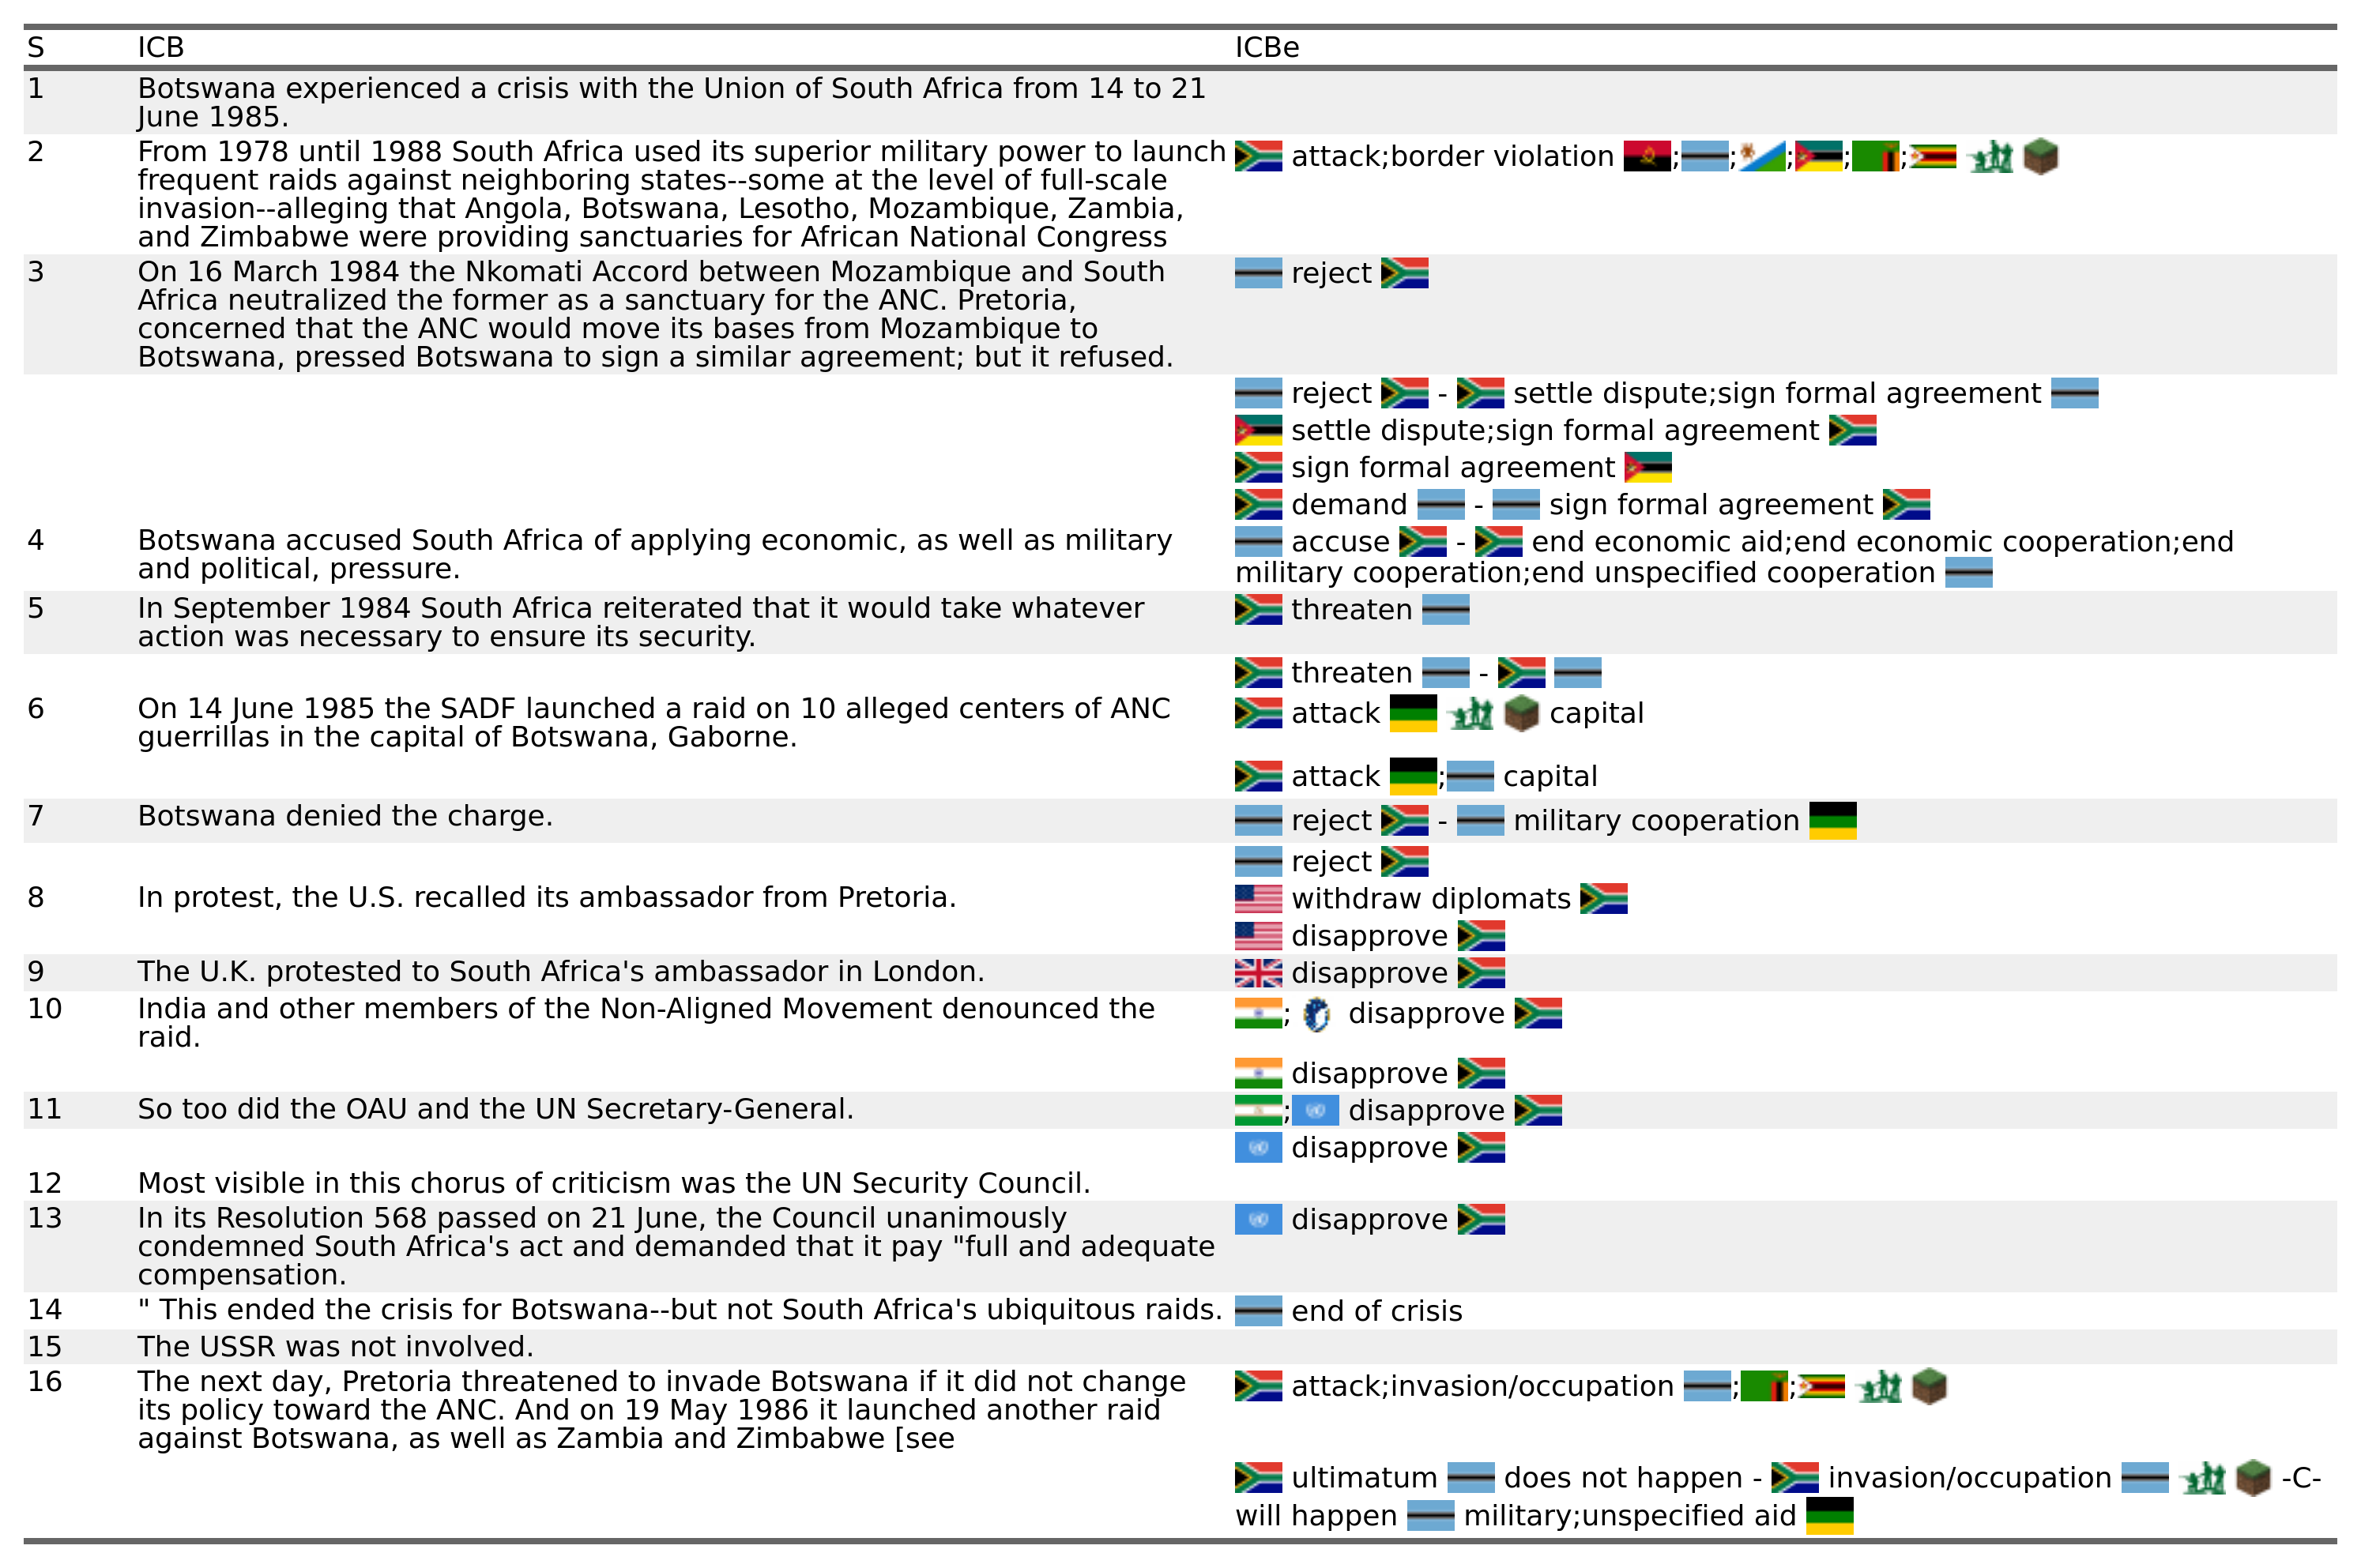 S ICB ICBe
1 Botswana experienced a crisis with the Union of South Africa from 14 to 21
June 1985.
2 From 1978 until 1988 South Africa used its superior military power to launch attack;border violation ;;;;;
frequent raids against neighboring states--some at the level of full-scale
invasion--alleging that Angola, Botswana, Lesotho, Mozambique, Zambia,
and Zimbabwe were providing sanctuaries for African National Congress
3 On 16 March 1984 the Nkomati Accord between Mozambique and South reject
Africa neutralized the former as a sanctuary for the ANC. Pretoria,
concerned that the ANC would move its bases from Mozambique to
Botswana, pressed Botswana to sign a similar agreement; but it refused.
reject - settle dispute;sign formal agreement
settle dispute;sign formal agreement
sign formal agreement
demand - sign formal agreement
4 Botswana accused South Africa of applying economic, as well as military accuse - end economic aid;end economic cooperation;end
and political, pressure. military cooperation;end unspecified cooperation
5 In September 1984 South Africa reiterated that it would take whatever threaten
action was necessary to ensure its security.
threaten -
6 On 14 June 1985 the SADF launched a raid on 10 alleged centers of ANC attack capital
guerrillas in the capital of Botswana, Gaborne.
attack ; capital
7 Botswana denied the charge. reject - military cooperation
reject
8 In protest, the U.S. recalled its ambassador from Pretoria. withdraw diplomats
disapprove
9 The U.K. protested to South Africa's ambassador in London. disapprove
10 India and other members of the Non-Aligned Movement denounced the ; disapprove
raid.
disapprove
11 So too did the OAU and the UN Secretary-General. ; disapprove
disapprove
12 Most visible in this chorus of criticism was the UN Security Council.
13 In its Resolution 568 passed on 21 June, the Council unanimously disapprove
condemned South Africa's act and demanded that it pay "full and adequate
compensation.
14 " This ended the crisis for Botswana--but not South Africa's ubiquitous raids. end of crisis
15 The USSR was not involved.
16 The next day, Pretoria threatened to invade Botswana if it did not change attack;invasion/occupation ;;
its policy toward the ANC. And on 19 May 1986 it launched another raid
against Botswana, as well as Zambia and Zimbabwe [see
ultimatum does not happen - invasion/occupation -C-
will happen military;unspecified aid